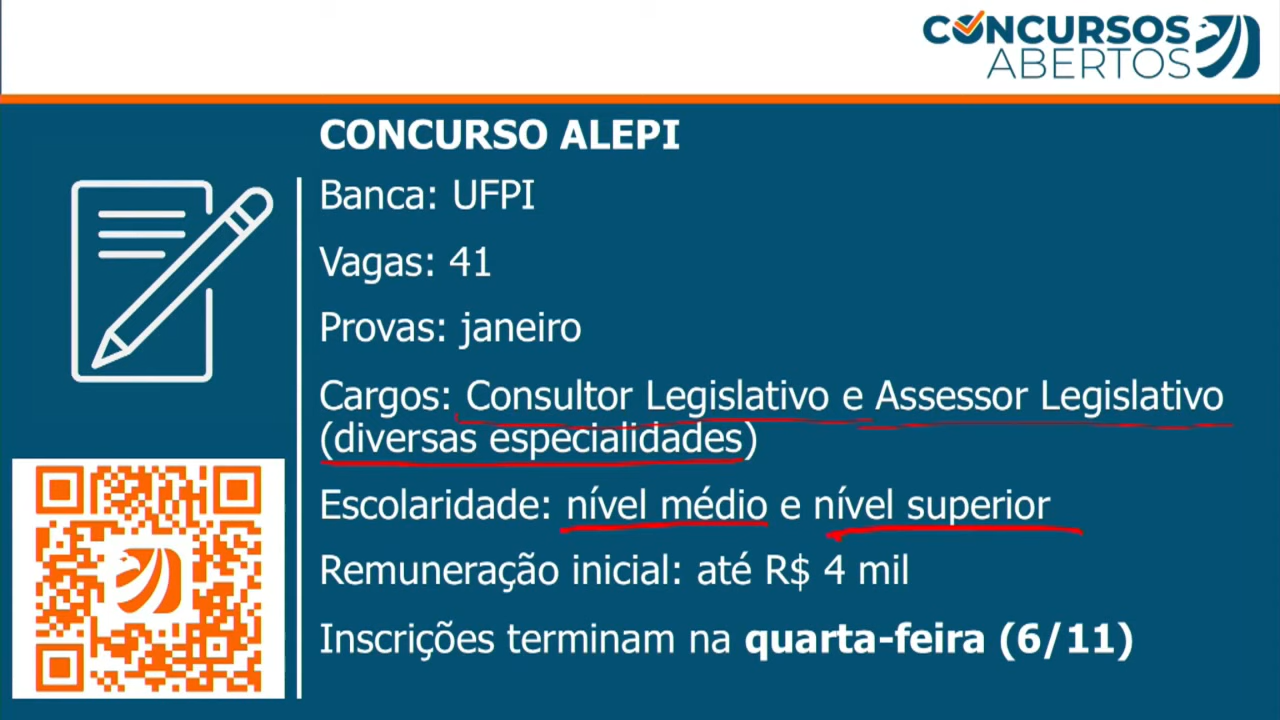 CONCURSOS
ABERTOS
CONCURSO ALEPI
Banca: UFPI
Vagas: 41
Provas: janeiro
Cargos: Consultor Legislativo e Assessor Legislativo
(diversas especialidades)
Escolaridade: nível médio e nível superior
Remuneração inicial: até R$ 4 mil
Inscrições terminam na quarta-feira (6/11)